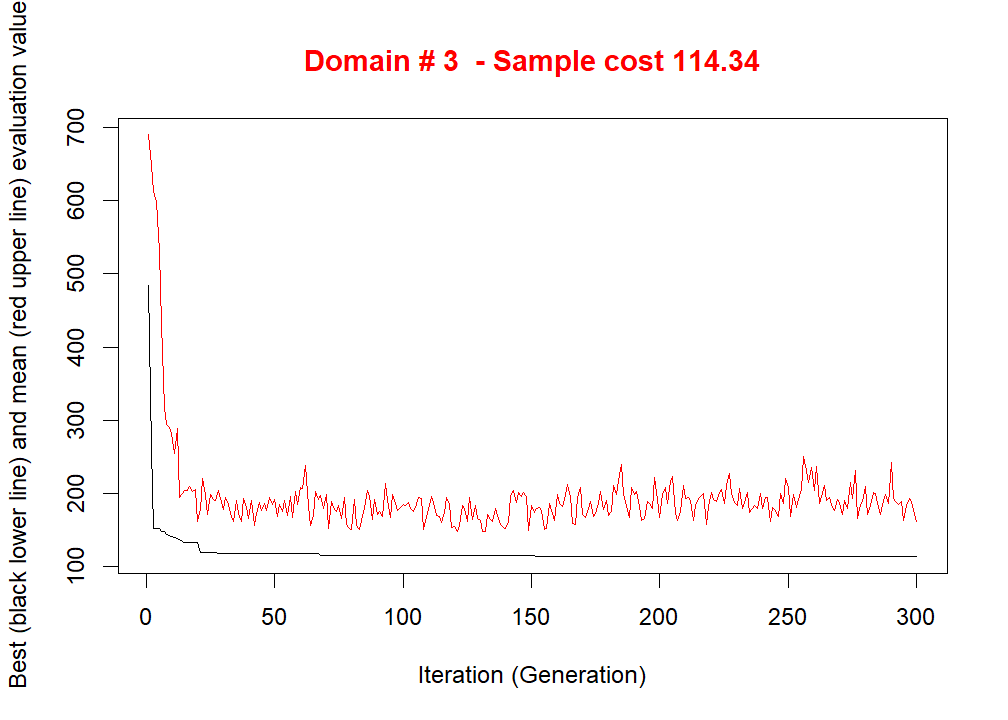 Domain # 3  - Sample cost 114.34
Best (black lower line) and mean (red upper line) evaluation value
700
600
500
400
300
200
100
0 50 100 150 200 250 300
Iteration (Generation)